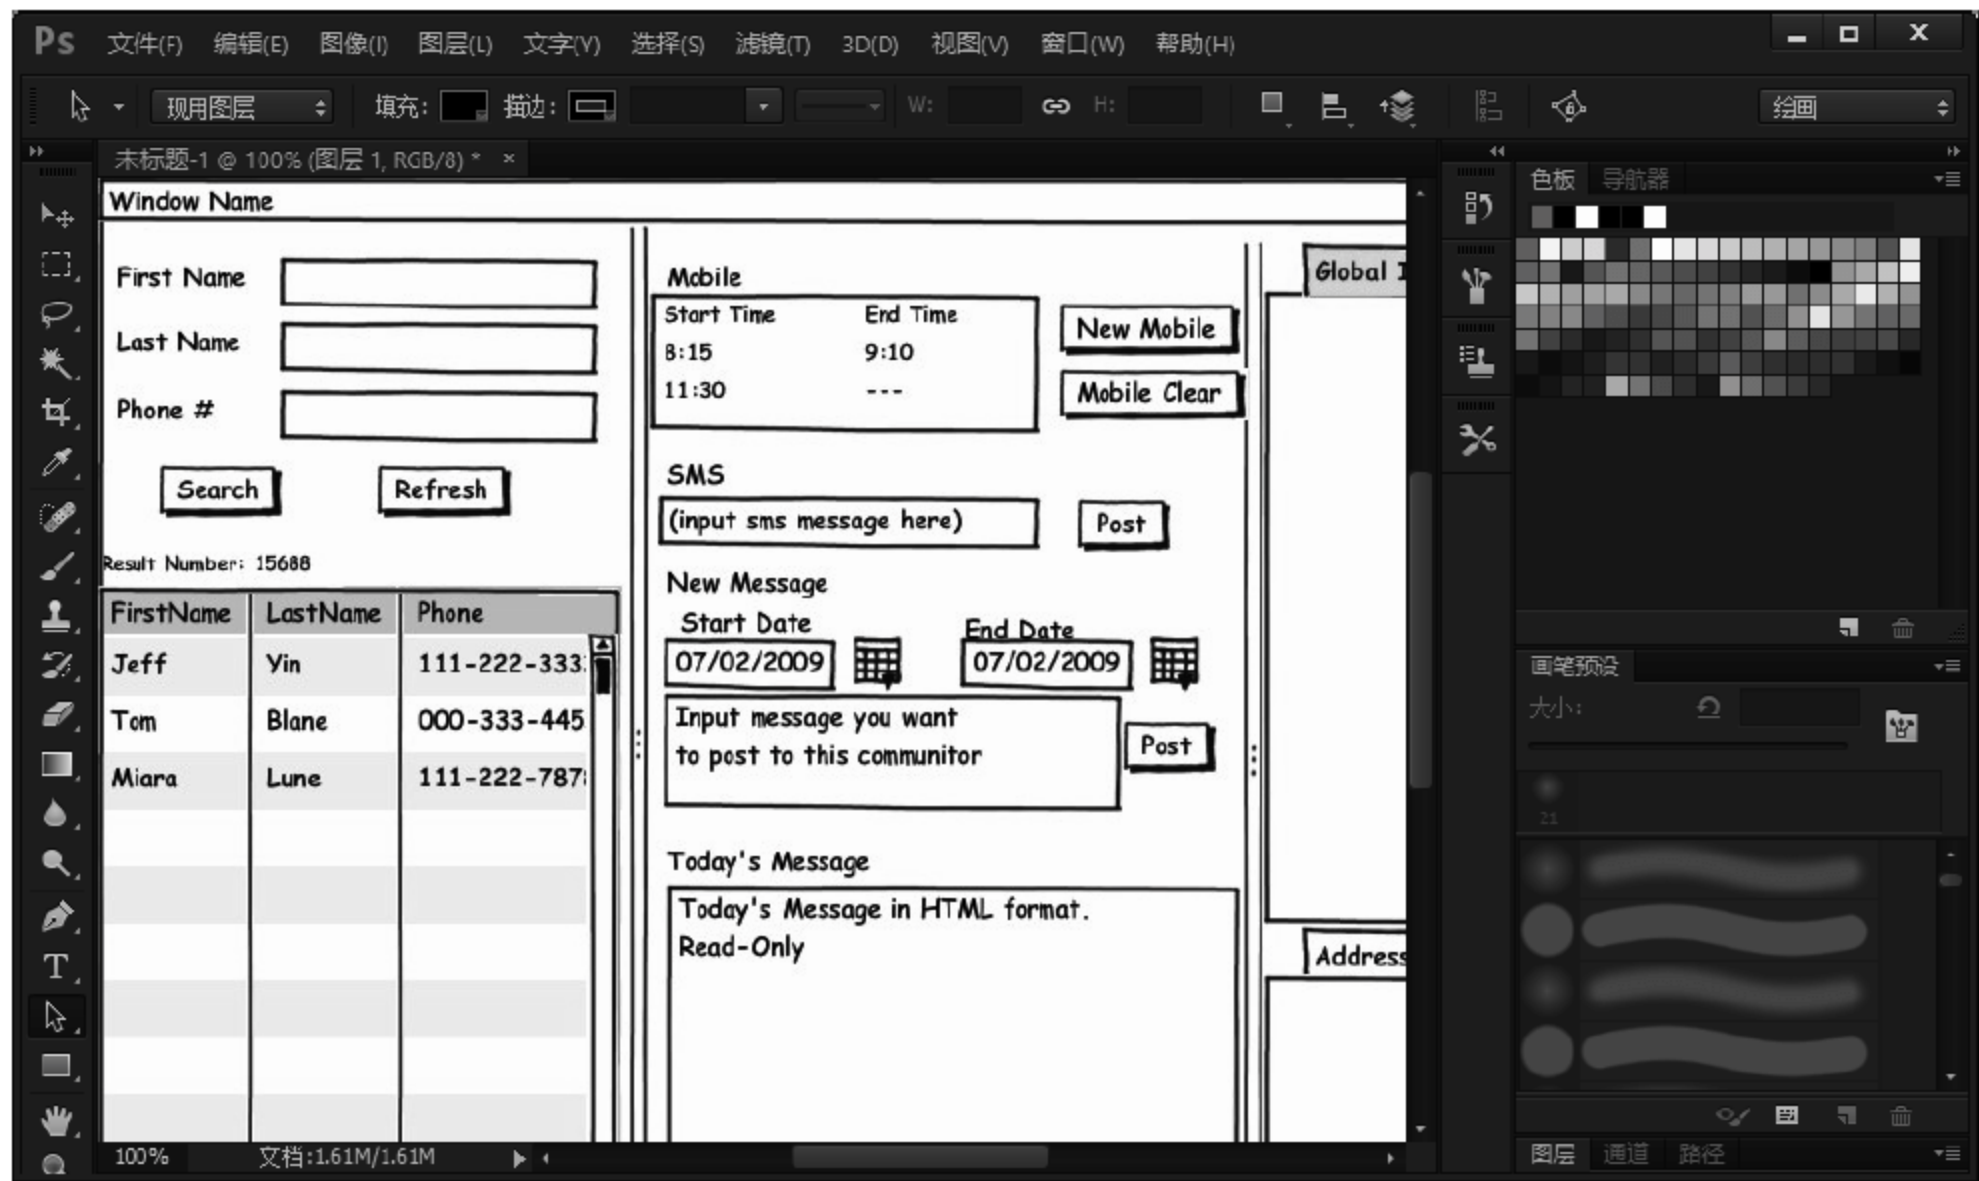 Ps 文件(F) 编辑(E) 图像(I) 图层(L) 文字(Y) 选择(S) 滤镜(T) 3D(D) 视图(V) 窗口(W) 帮助(H)
现用图层 填充: 描边: W: H: 绘画
未标题-1 @ 100% (图层 1, RGB/8) * ×
色板 导航器
Window Name
First Name
Last Name
Phone #
Search Refresh
Result Number: 15688
FirstName LastName Phone
Jeff Yin 111-222-333
Tom Blane 000-333-445
Miara Lune 111-222-787
Mobile
Start Time End Time
8:15 9:10
11:30 ---
New Mobile
Mobile Clear
SMS
(input sms message here) Post
New Message
Start Date End Date
07/02/2009 07/02/2009
Input message you want
to post to this communitor
Post
Today's Message
Today's Message in HTML format.
Read-Only
Global
Address
画笔预设
大小:
21
100% 文档:1.61M/1.61M
图层 通道 路径